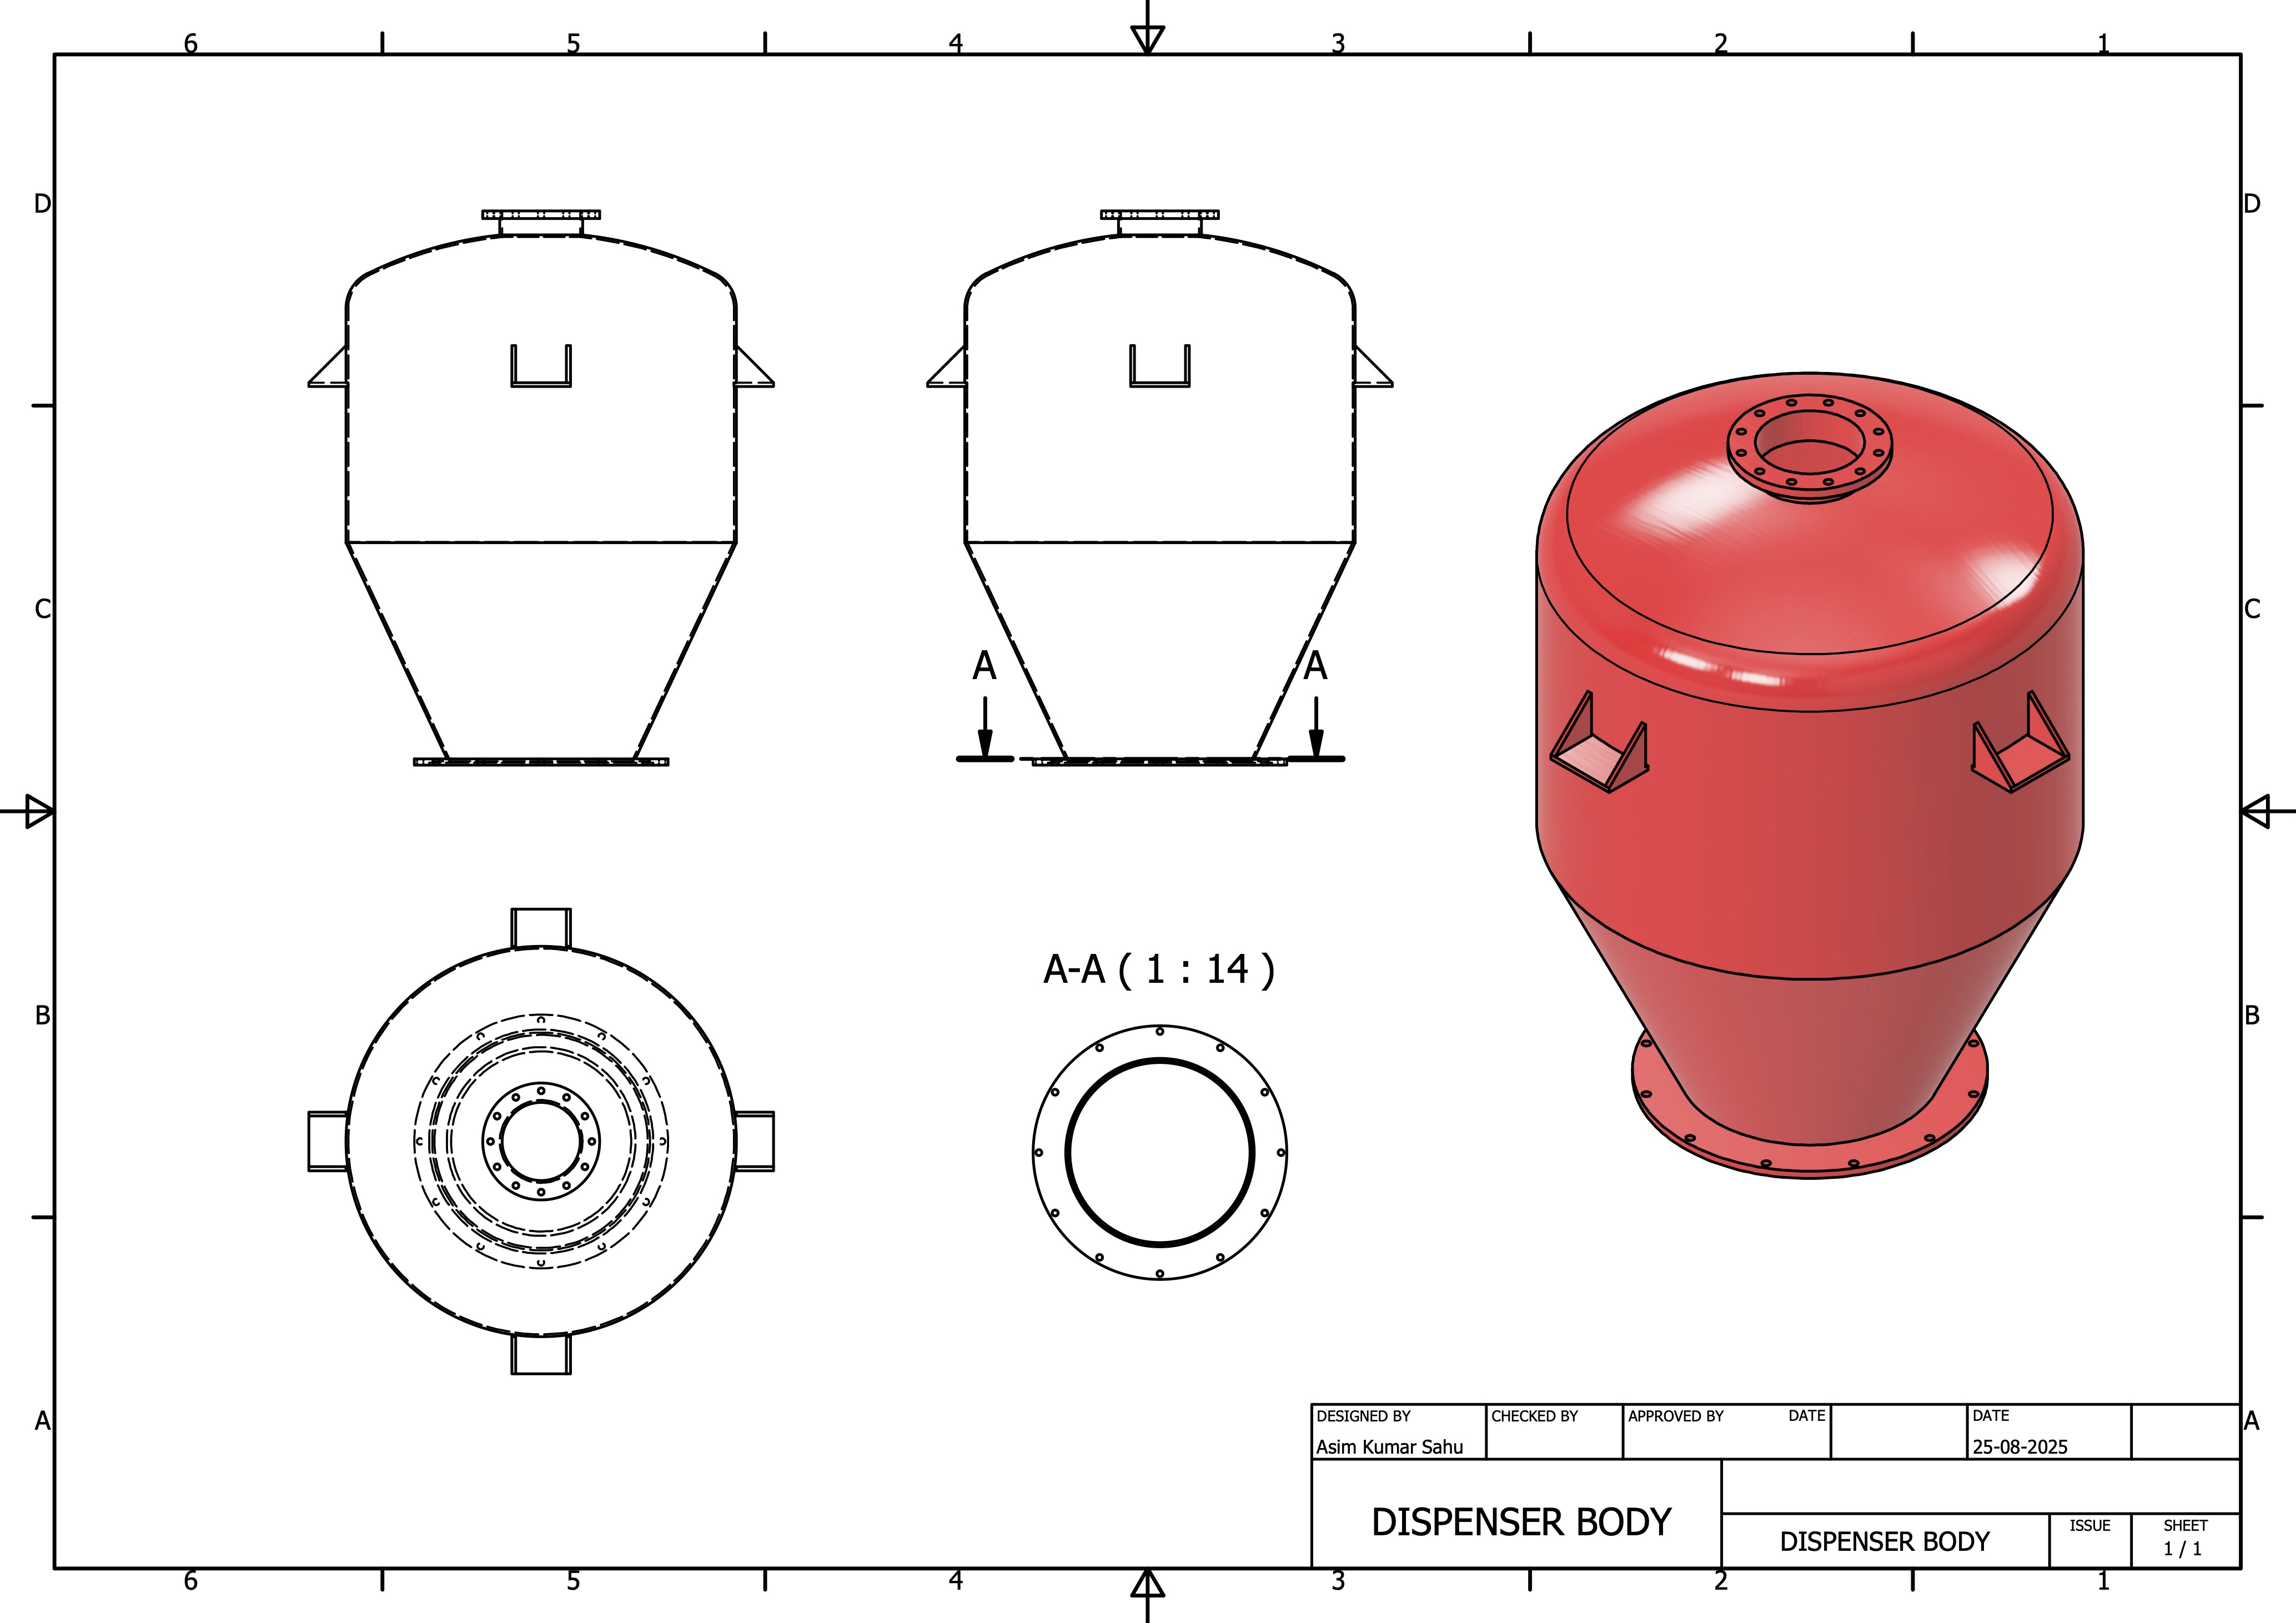 6 5 4 3 2 1
D D
C C
A A
A-A ( 1 : 14 )
B B
A A
DESIGNED BY CHECKED BY APPROVED BY DATE DATE
Asim Kumar Sahu 25-08-2025
DISPENSER BODY
DISPENSER BODY
ISSUE SHEET
1 / 1
6 5 4 3 2 1